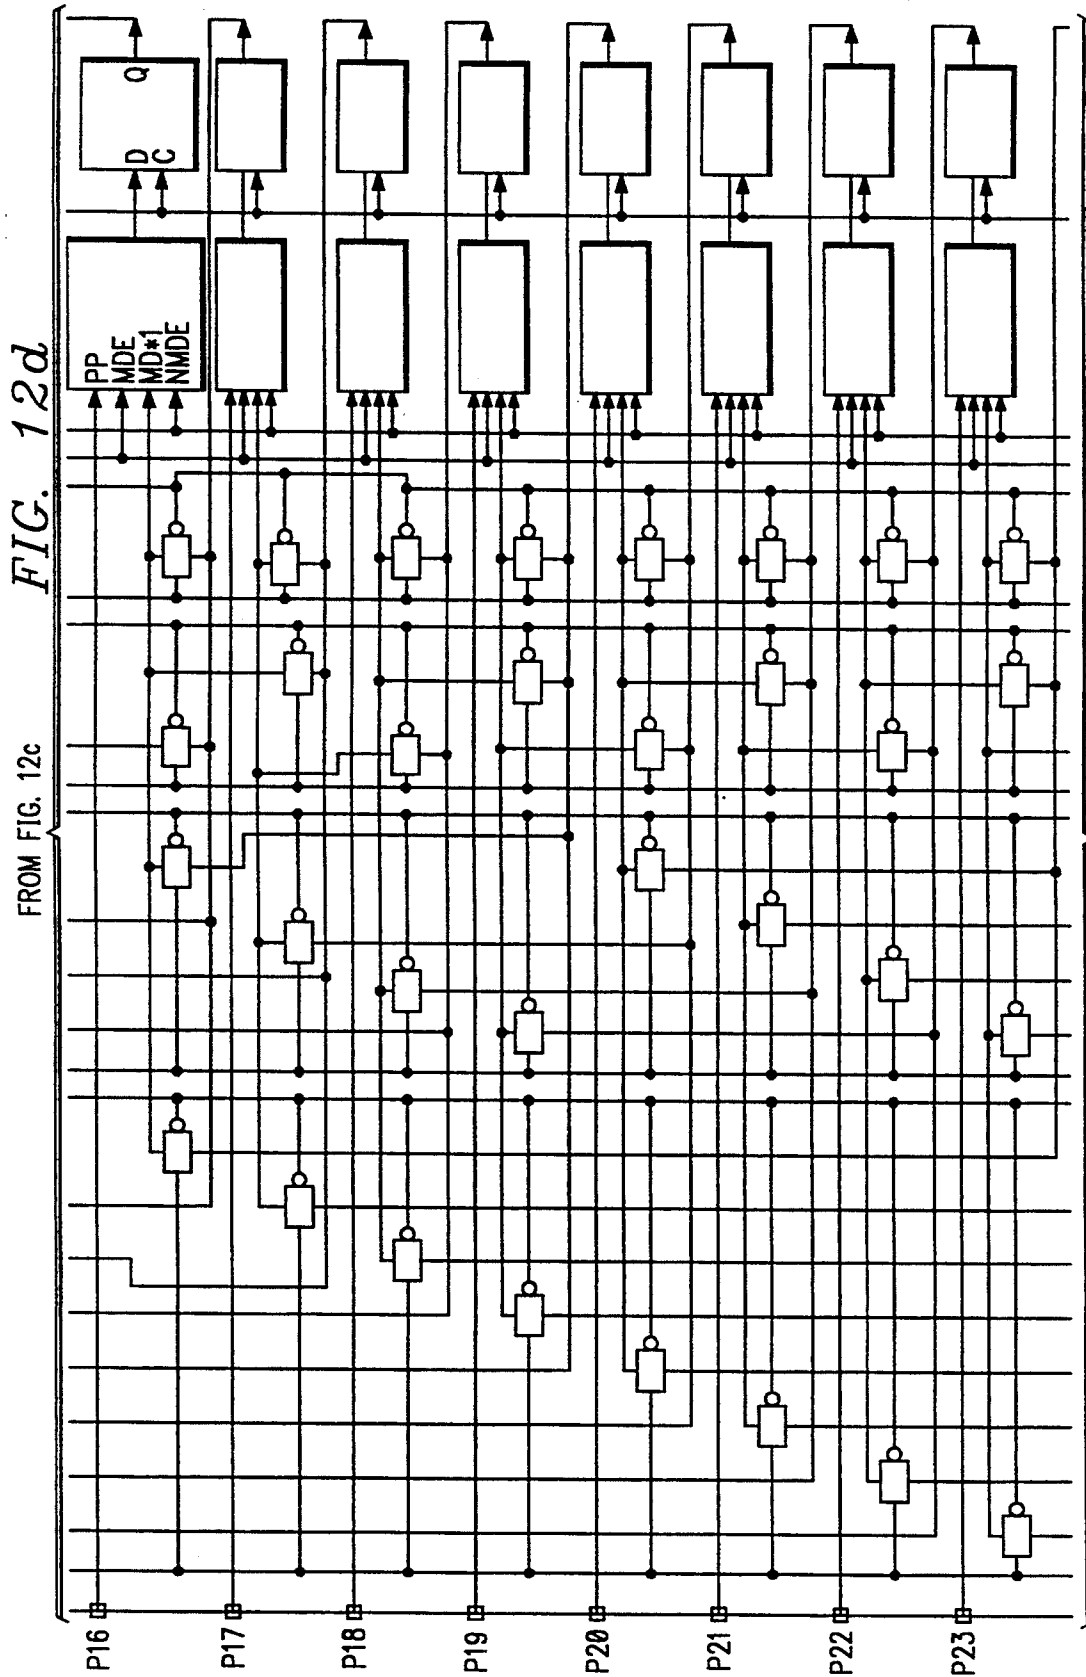 FIG. 12d
FROM FIG. 12c
D
C
Q
PP
MDE
MD*1
NMDE
P16
P17
P18
P19
P20
P21
P22
P23